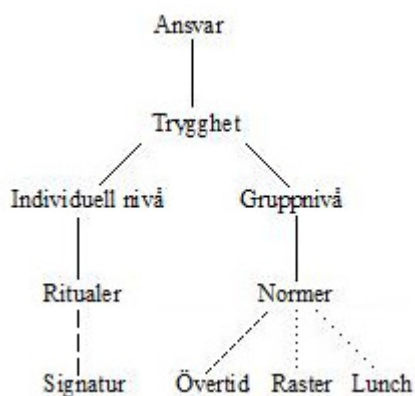 Ansvar
Trygghet
Individuell nivå Gruppnivå
Ritualer Normer
Signatur Övertid Raster Lunch